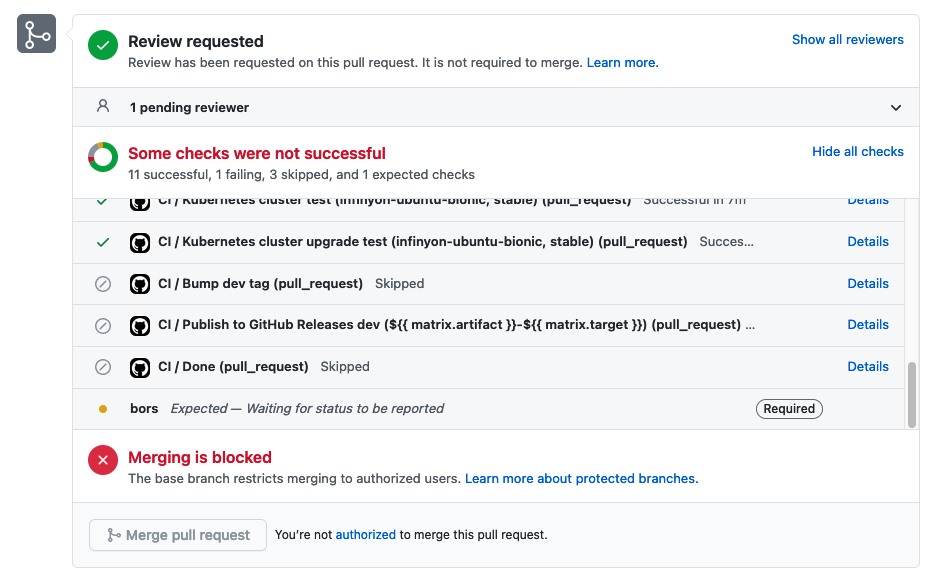 Review requested
Show all reviewers
Review has been requested on this pull request. It is not required to merge. Learn more.
1 pending reviewer
Some checks were not successful
Hide all checks
11 successful, 1 failing, 3 skipped, and 1 expected checks
CI / Kubernetes cluster test (infinyon-ubuntu-bionic, stable) (pull_request) Successful in 7m Details
CI / Kubernetes cluster upgrade test (infinyon-ubuntu-bionic, stable) (pull_request) Succes... Details
CI / Bump dev tag (pull_request) Skipped Details
CI / Publish to GitHub Releases dev (${{ matrix.artifact }}-${{ matrix.target }}) (pull_request) ... Details
CI / Done (pull_request) Skipped Details
bors Expected — Waiting for status to be reported Required
Merging is blocked
The base branch restricts merging to authorized users. Learn more about protected branches.
Merge pull request You're not authorized to merge this pull request.